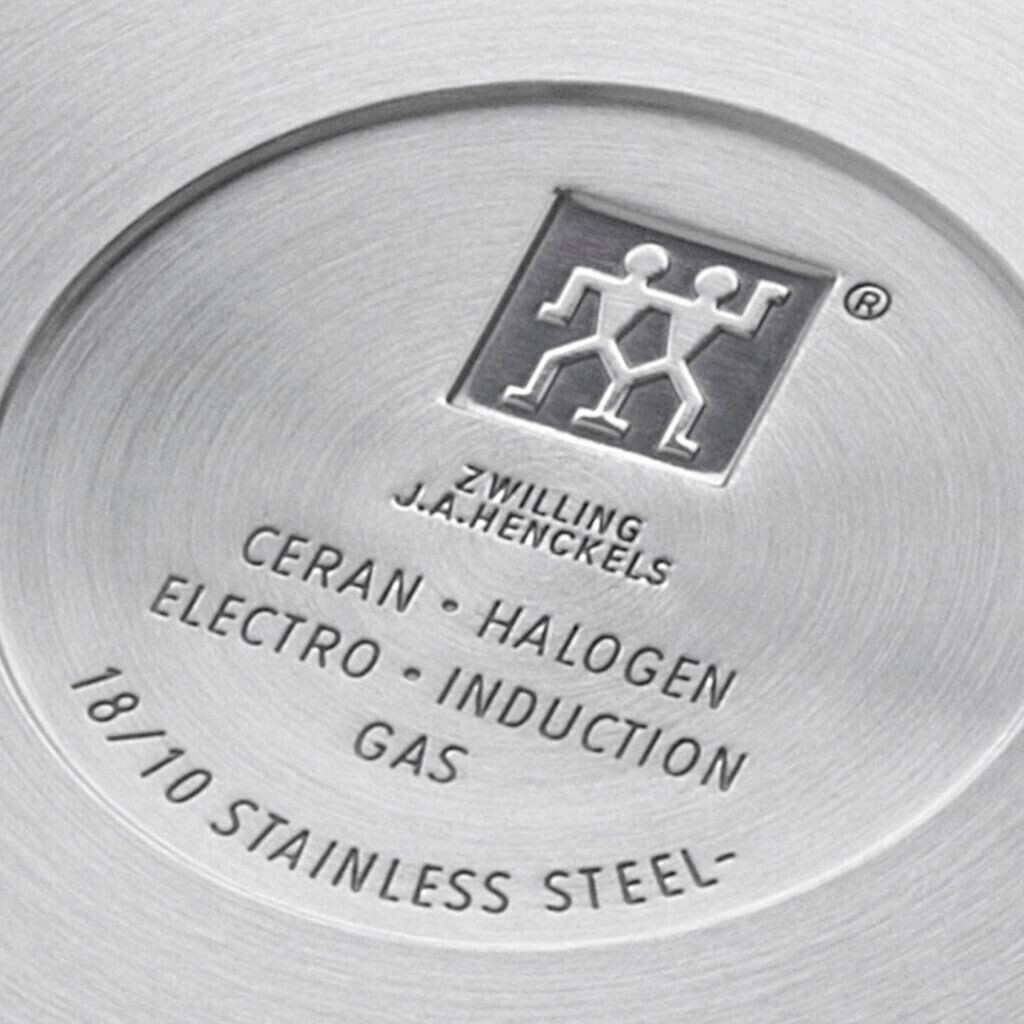 ®
ZWILLING
J.A.HENCKELS
CERAN • HALOGEN
ELECTRO • INDUCTION
GAS
18/10 STAINLESS STEEL-